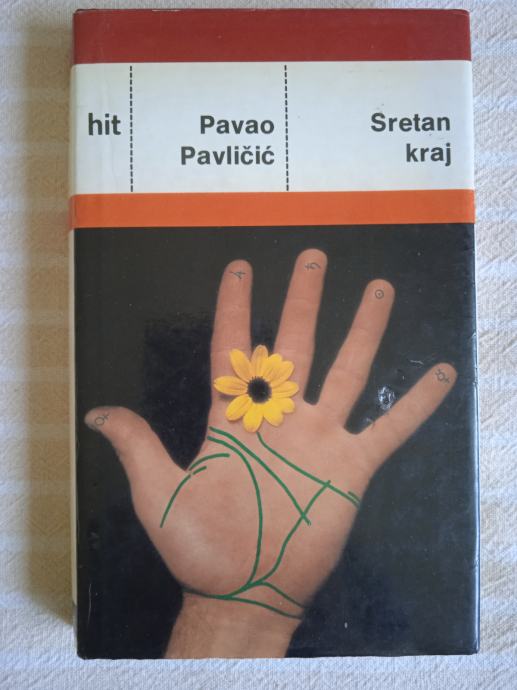 hit
Pavao
Pavličić
Sretan
kraj